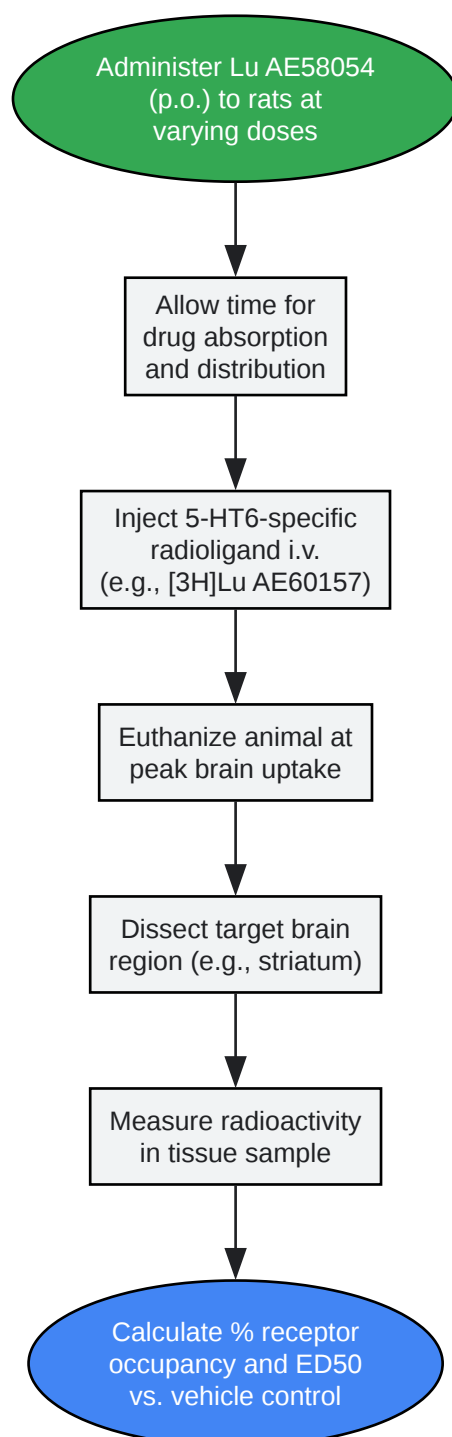 Administer Lu AE58054
(p.o.) to rats at
varying doses
Allow time for
drug absorption
and distribution
Inject 5-HT6-specific
radioligand i.v.
(e.g., [3H]Lu AE60157)
Euthanize animal at
peak brain uptake
Dissect target brain
region (e.g., striatum)
Measure radioactivity
in tissue sample
Calculate % receptor
occupancy and ED50
vs. vehicle control